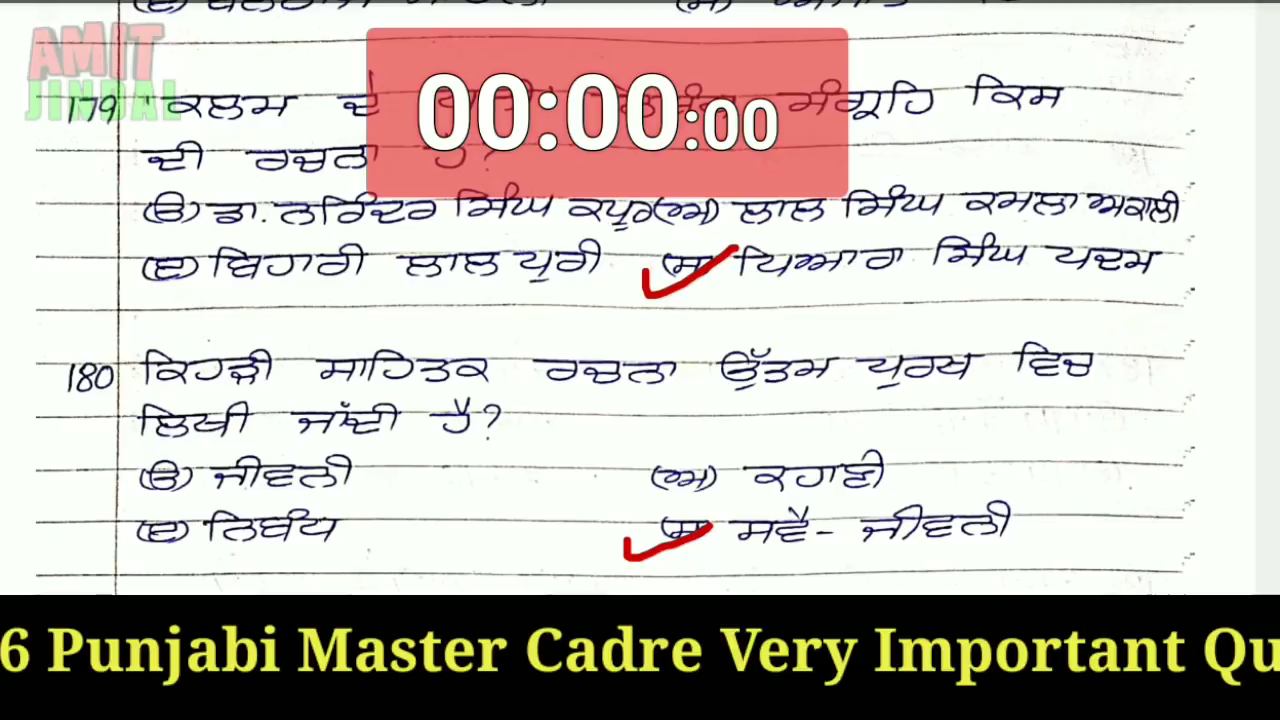 AMIT
JINDAL
00:00:00
179 ਕਲਮ ਦੇ ਸੰਗ੍ਰਹਿ ਕਿਸ
ਦੀ ਰਚਨਾ ਹੈ?
(ੳ) ਡਾ. ਨਰਿੰਦਰ ਸਿੰਘ ਕਪੂਰ (ਅ) ਲਾਲ ਸਿੰਘ ਕਮਲਾ ਅਕਾਲੀ
(ੲ) ਬਿਹਾਰੀ ਲਾਲ ਪੁਰੀ (ਸ) ਪਿਆਰਾ ਸਿੰਘ ਪਦਮ
180 ਕਿਹੜੀ ਸਾਹਿਤਕ ਰਚਨਾ ਉੱਤਮ ਪੁਰਖ ਵਿਚ
ਲਿਖੀ ਜਾਂਦੀ ਹੈ?
(ੳ) ਜੀਵਨੀ (ਅ) ਕਹਾਣੀ
(ੲ) ਨਿਬੰਧ (ਸ) ਸਵੈ-ਜੀਵਨੀ
6 Punjabi Master Cadre Very Important Qu